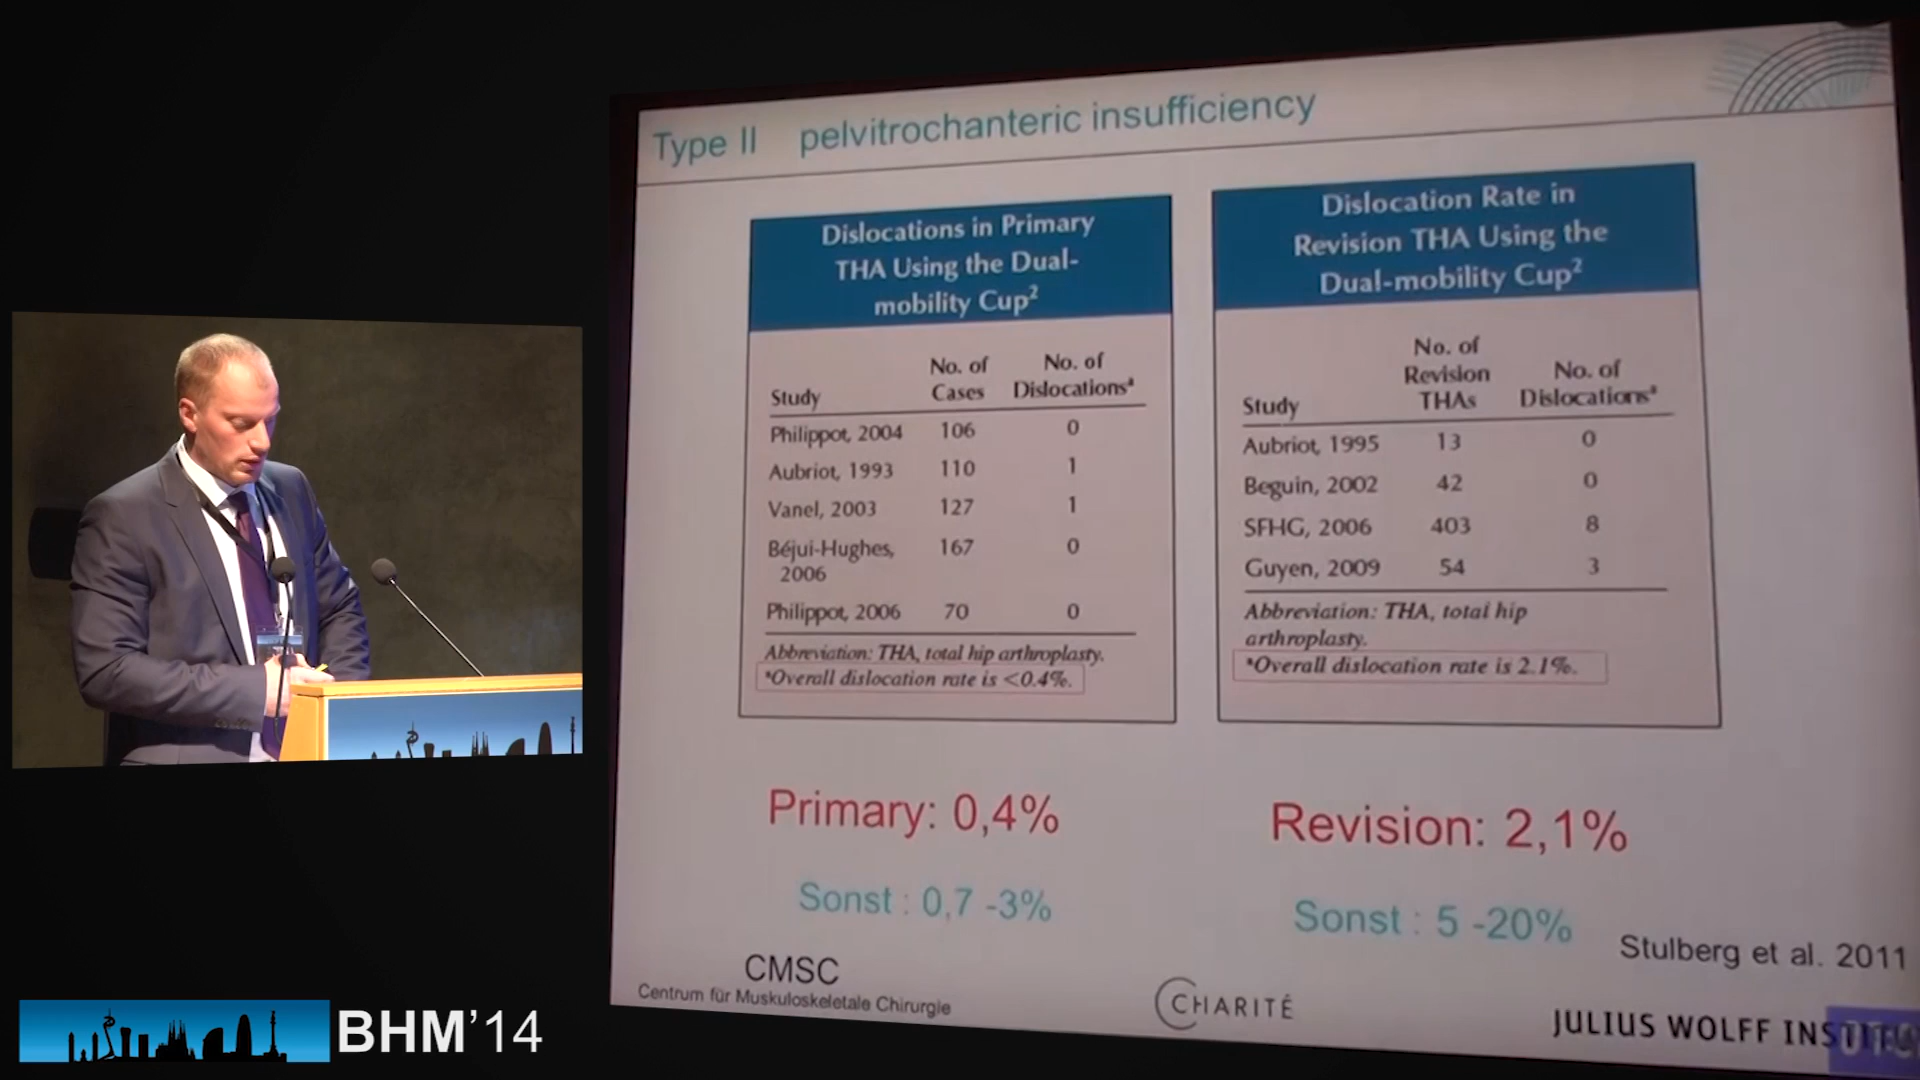 Type II pelvitrochanteric insufficiency
Dislocations in Primary
THA Using the Dual-
mobility Cup²
Study No. of Cases No. of Dislocationsª
Philippot, 2004 106 0
Aubriot, 1993 110 1
Vanel, 2003 127 1
Béjui-Hughes, 2006 167 0
Philippot, 2006 70 0
Abbreviation: THA, total hip arthroplasty.
ªOverall dislocation rate is <0.4%.
Dislocation Rate in
Revision THA Using the
Dual-mobility Cup²
Study No. of Revision THAs No. of Dislocationsª
Aubriot, 1995 13 0
Beguin, 2002 42 0
SFHG, 2006 403 8
Guyen, 2009 54 3
Abbreviation: THA, total hip
arthroplasty.
ªOverall dislocation rate is 2.1%.
Primary: 0,4%
Revision: 2,1%
Sonst : 0,7 -3%
Sonst : 5 -20%
Stulberg et al. 2011
CMSC
Centrum für Muskuloskeletale Chirurgie
CHARITÉ
JULIUS WOLFF
BHM'14